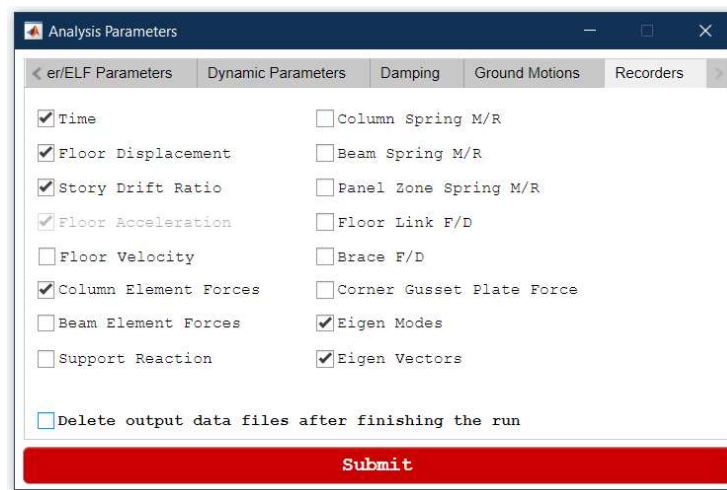 Analysis Parameters
er/ELF Parameters Dynamic Parameters Damping Ground Motions Recorders
Time Column Spring M/R
Floor Displacement Beam Spring M/R
Story Drift Ratio Panel Zone Spring M/R
Floor Acceleration Floor Link F/D
Floor Velocity Brace F/D
Column Element Forces Corner Gusset Plate Force
Beam Element Forces Eigen Modes
Support Reaction Eigen Vectors
Delete output data files after finishing the run
Submit